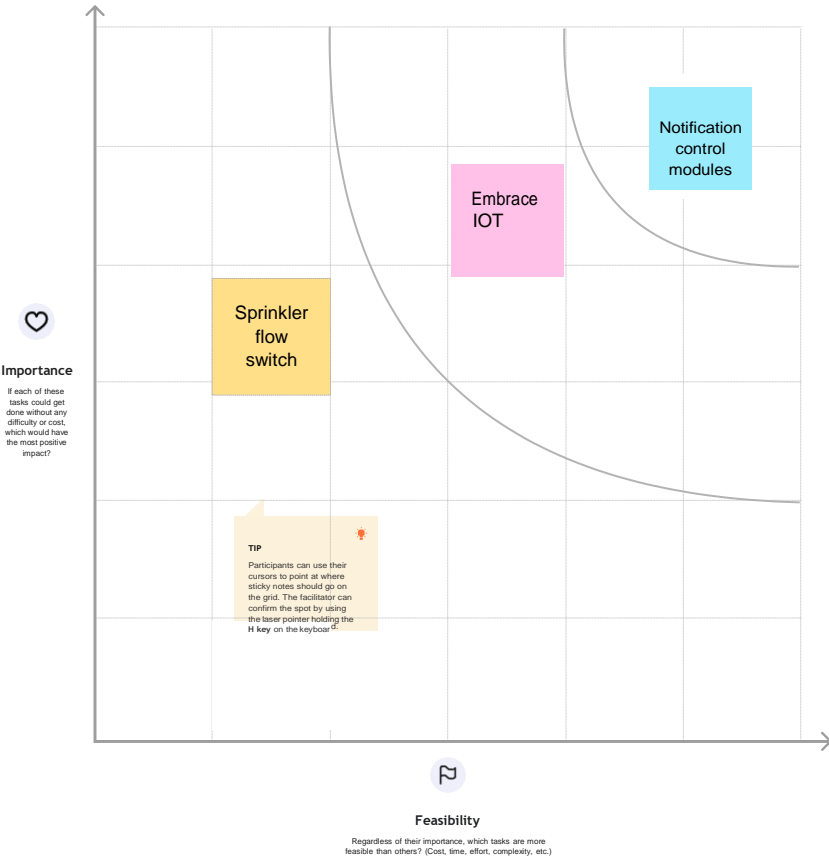 Notification
control
modules
Embrace
IOT
Sprinkler
flow
switch
Importance
If each of these
tasks could get
done without any
difficulty or cost,
which would have
the most positive
impact?
TIP
Participants can use their
cursors to point at where
sticky notes should go on
the grid. The facilitator can
confirm the spot by using
the laser pointer holding the
H key on the keyboard.
Feasibility
Regardless of their importance, which tasks are more
feasible than others? (Cost, time, effort, complexity, etc.)